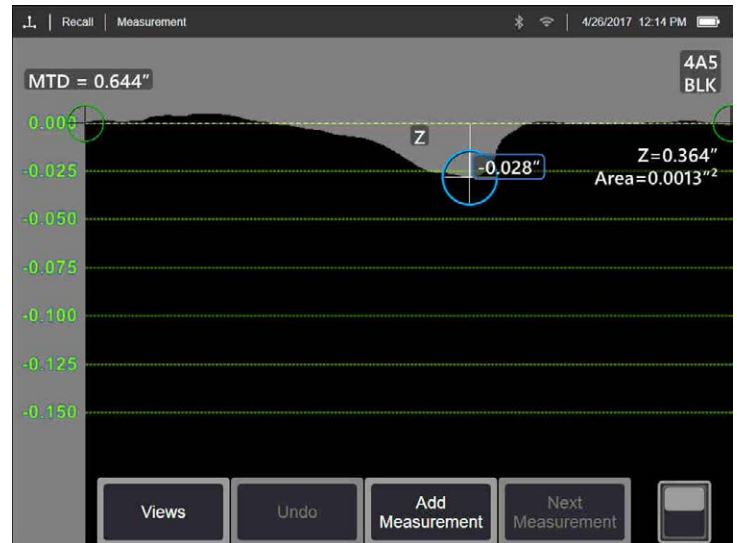 Recall | Measurement
4/26/2017 12:14 PM
MTD = 0.644"
4A5
BLK
0.000
Z
-0.028"
Z=0.364"
Area=0.0013"²
-0.025
-0.050
-0.075
-0.100
-0.125
-0.150
Views
Undo
Add
Measurement
Next
Measurement